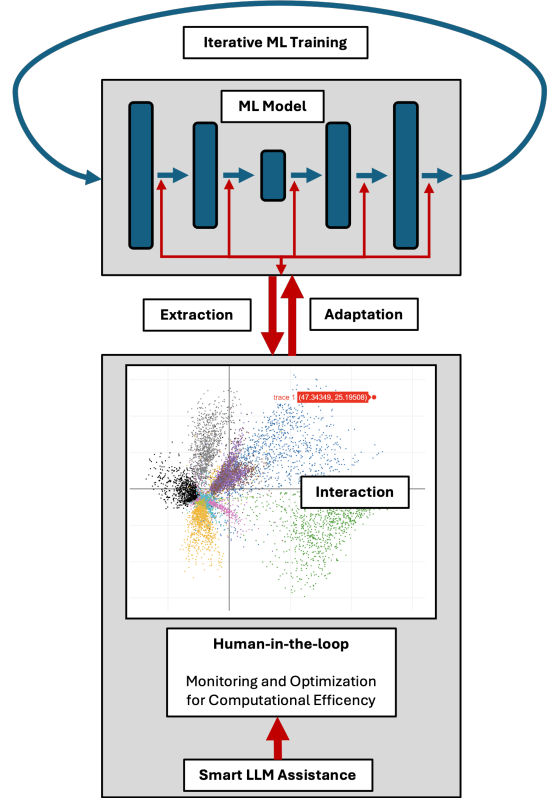 Iterative ML Training
ML Model
Extraction
Adaptation
trace 1 (47.34349, 25.19508)
Interaction
Human-in-the-loop
Monitoring and Optimization
for Computational Efficency
Smart LLM Assistance